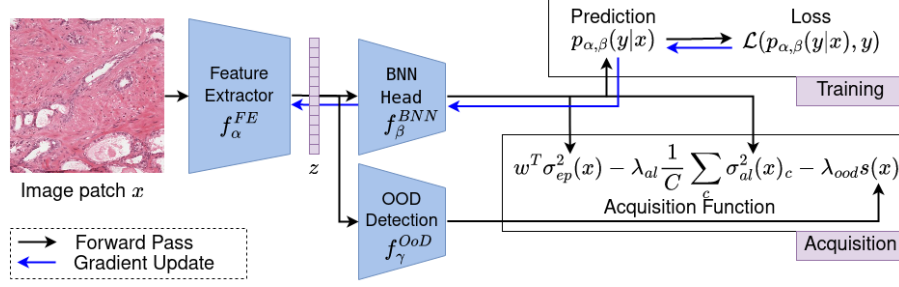 Prediction
p_{α,β}(y|x)
Loss
ℒ(p_{α,β}(y|x), y)
Training
Feature
Extractor
f_α^{FE}
z
BNN
Head
f_β^{BNN}
Image patch x
OOD
Detection
f_γ^{OoD}
w^T σ_{ep}^2(x) − λ_{al} \frac{1}{C} \sum_c σ_{al}^2(x)_c − λ_{ood} s(x)
Acquisition Function
Acquisition
Forward Pass
Gradient Update